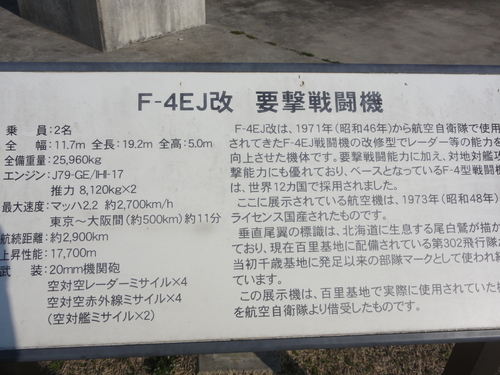 F-4EJ改 要撃戦闘機
乗 員：2名
全 幅：11.7m 全長：19.2m 全高：5.0m
全備重量：25,960kg
エンジン：J79-GE/IHI-17
推力 8,120kg×2
最大速度：マッハ2.2 約2,700km/h
東京～大阪間（約500km）約11分
航続距離：約2,900km
上昇性能：17,700m
武 装：20mm機関砲
空対空レーダーミサイル×4
空対空赤外線ミサイル×4
（空対艦ミサイル×2）
F-4EJ改は、1971年（昭和46年）から航空自衛隊で使用
されてきたF-4EJ戦闘機の改修型でレーダー等の能力を
向上させた機体です。要撃戦闘能力に加え、対地対艦攻
撃能力にも優れており、ベースとなっているF-4型戦闘機
は、世界12カ国で採用されました。
ここに展示されている航空機は、1973年（昭和48年）
ライセンス国産されたものです。
垂直尾翼の標識は、北海道に生息する尾白鷲が描か
ており、現在百里基地に配備されている第302飛行隊が
当初千歳基地に発足以来の部隊マークとして使われ
ています。
この展示機は、百里基地で実際に使用されていた機
を航空自衛隊より借受したものです。